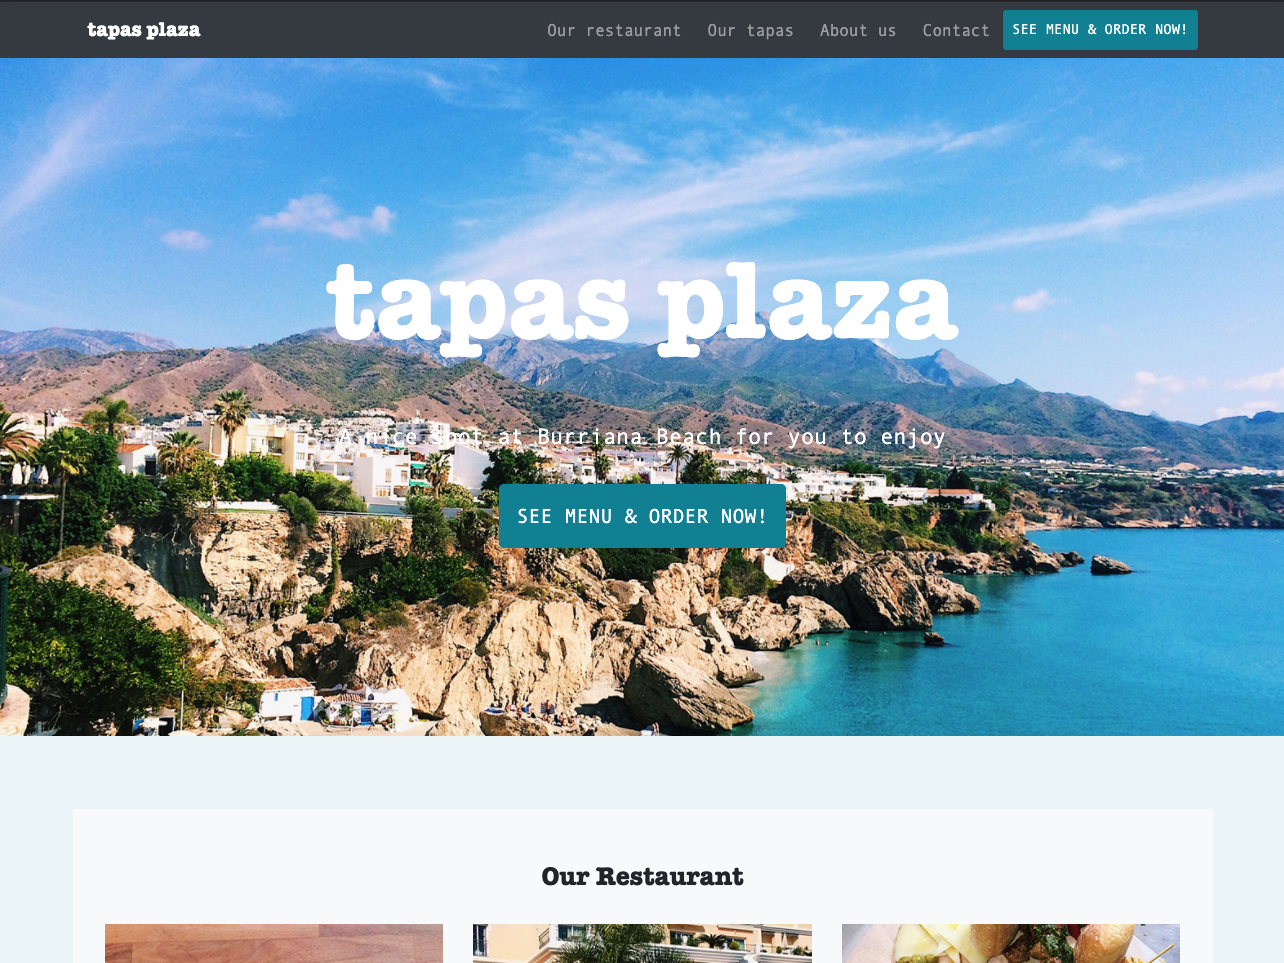 tapas plaza
Our restaurant Our tapas About us Contact SEE MENU & ORDER NOW!
tapas plaza
A nice spot at Burriana Beach for you to enjoy
SEE MENU & ORDER NOW!
Our Restaurant